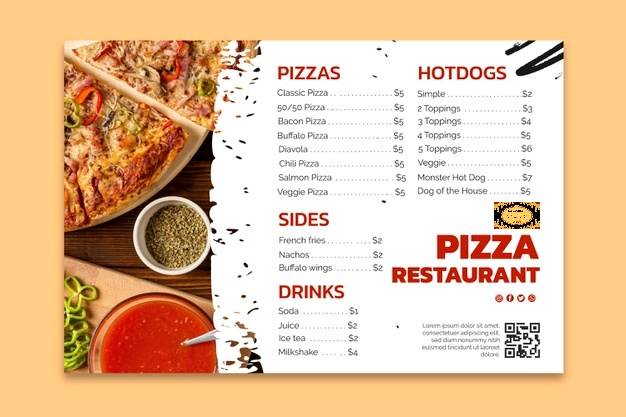 PIZZAS
Classic Pizza ............ $5
50/50 Pizza ............ $5
Bacon Pizza ............ $5
Buffalo Pizza ............ $5
Diavola ............ $5
Chili Pizza ............ $5
Salmon Pizza ............ $5
Veggie Pizza ............ $5
SIDES
French fries ............ $2
Nachos ............ $2
Buffalo wings ............ $2
DRINKS
Soda ............ $1
Juice ............ $2
Ice tea ............ $2
Milkshake ............ $4
HOTDOGS
Simple ............ $2
2 Toppings ............ $3
3 Toppings ............ $4
4 Toppings ............ $5
5 Toppings ............ $6
Veggie ............ $5
Monster Hot Dog ............ $7
Dog of the House ............ $5
PIZZA
RESTAURANT
Lorem ipsum dolor sit amet,
consectetuer adipiscing
elit, sed diam nonummy nibh
euismod tincidunt ut laoreet
dolore.